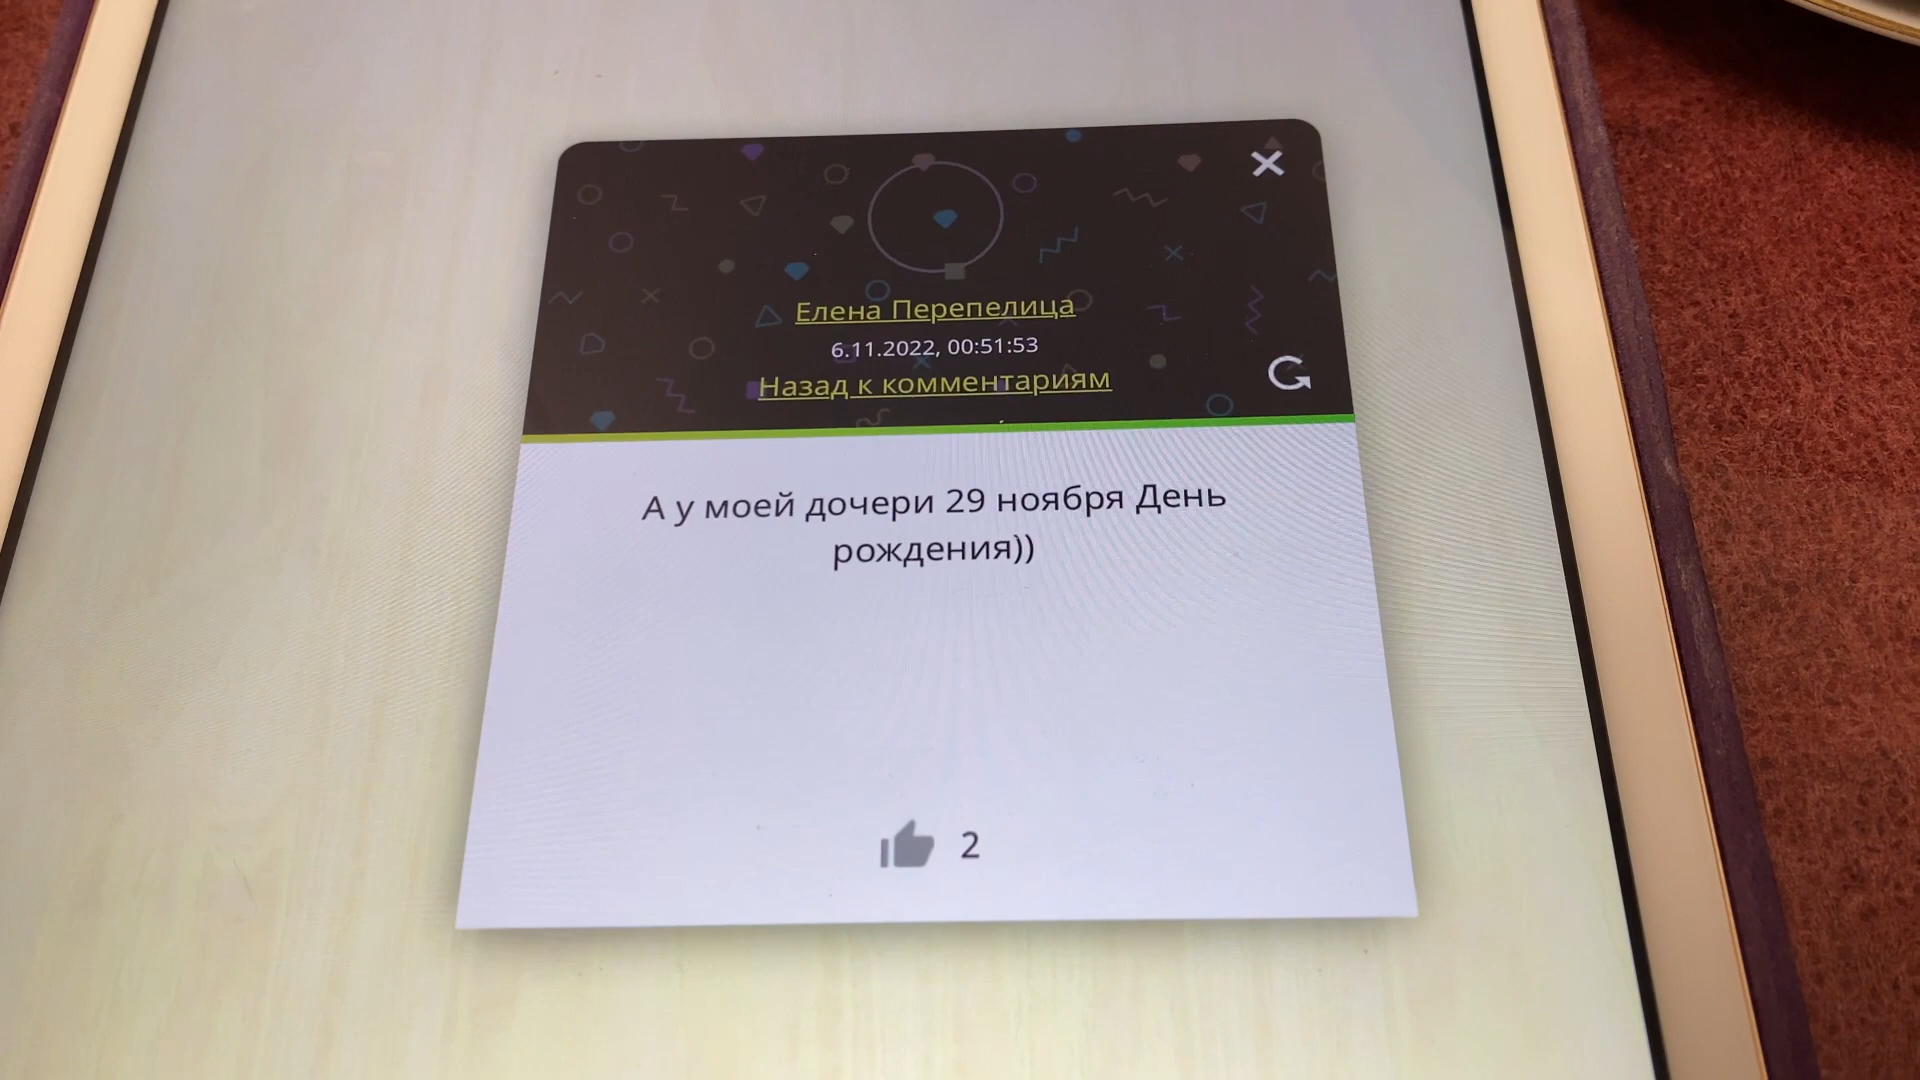 Елена Перепелица
6.11.2022, 00:51:53
Назад к комментариям
А у моей дочери 29 ноября День
рождения))
2